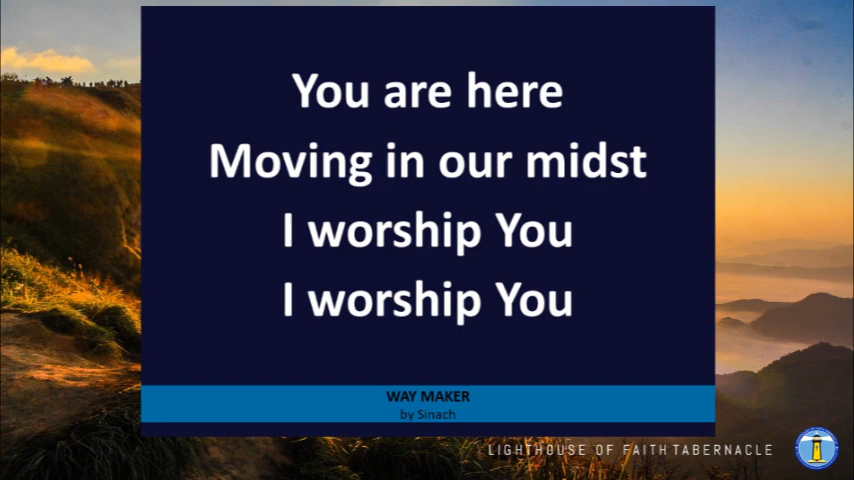 You are here
Moving in our midst
I worship You
I worship You
WAY MAKER
by Sinach
LIGHTHOUSE OF FAITH TABERNACLE